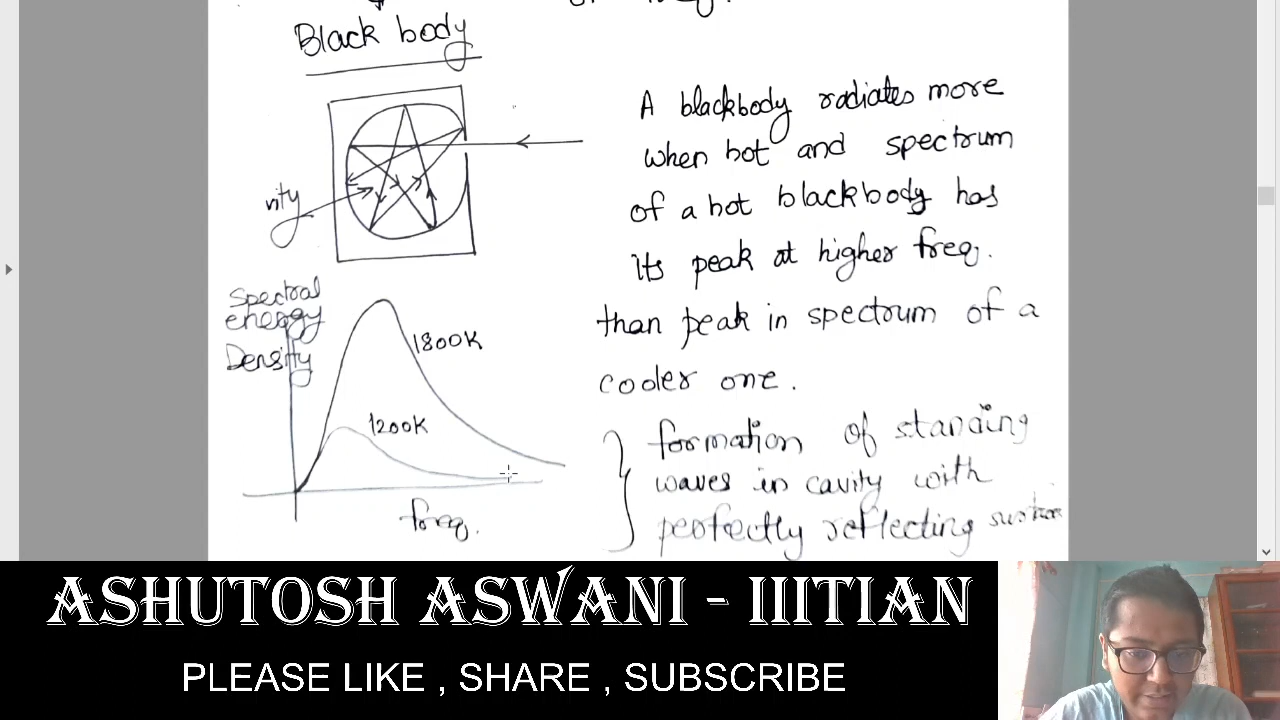 Black body
A blackbody radiates more
when hot and spectrum
of a hot blackbody has
its peak at higher freq.
than peak in spectrum of a
cooler one.
formation of standing
waves in cavity with
perfectly reflecting
vity
Spectral
energy
Density
1800K
1200K
freq.
ASHUTOSH ASWANI - IIITIAN
PLEASE LIKE , SHARE , SUBSCRIBE